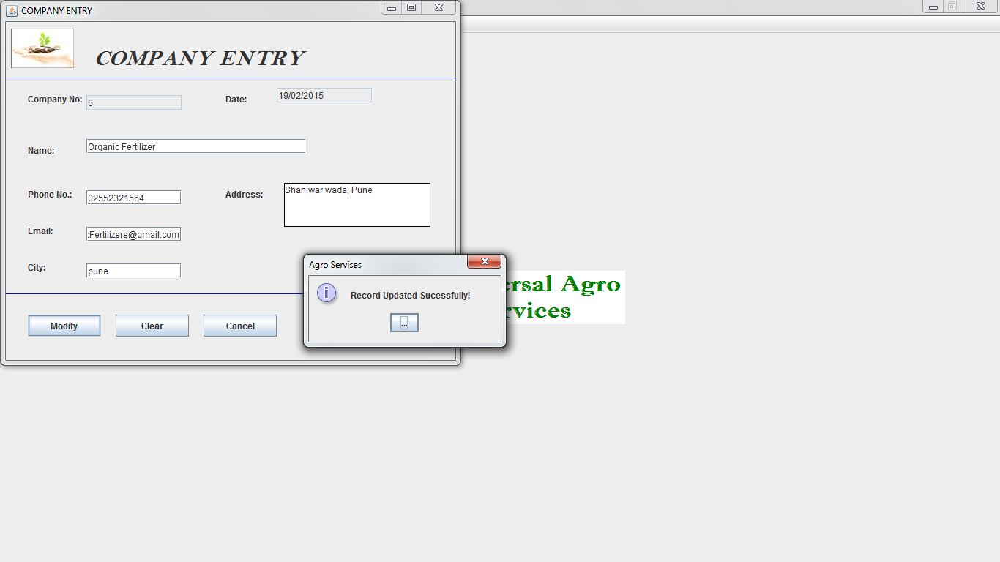 COMPANY ENTRY
COMPANY ENTRY
Company No: 6 Date: 19/02/2015
Name: Organic Fertilizer
Phone No.: 02552321564 Address: Shaniwar wada, Pune
Email: Fertilizers@gmail.com
City: pune
Agro Servises
Record Updated Sucessfully!
...
ersal Agro
rvices
Modify Clear Cancel